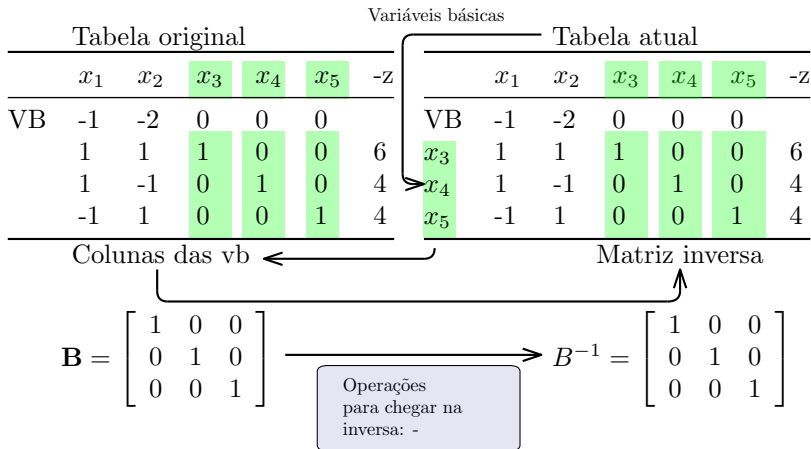 Variáveis básicas
Tabela original Tabela atual
x1 x2 x3 x4 x5 -z x1 x2 x3 x4 x5 -z
VB -1 -2 0 0 0 VB -1 -2 0 0 0
1 1 1 0 0 6 x3 1 1 1 0 0 6
1 -1 0 1 0 4 x4 1 -1 0 1 0 4
-1 1 0 0 1 4 x5 -1 1 0 0 1 4
Colunas das vb Matriz inversa
1 0 0 1 0 0
B = 0 1 0 B⁻¹ = 0 1 0
0 0 1 0 0 1
Operações
para chegar na
inversa: -